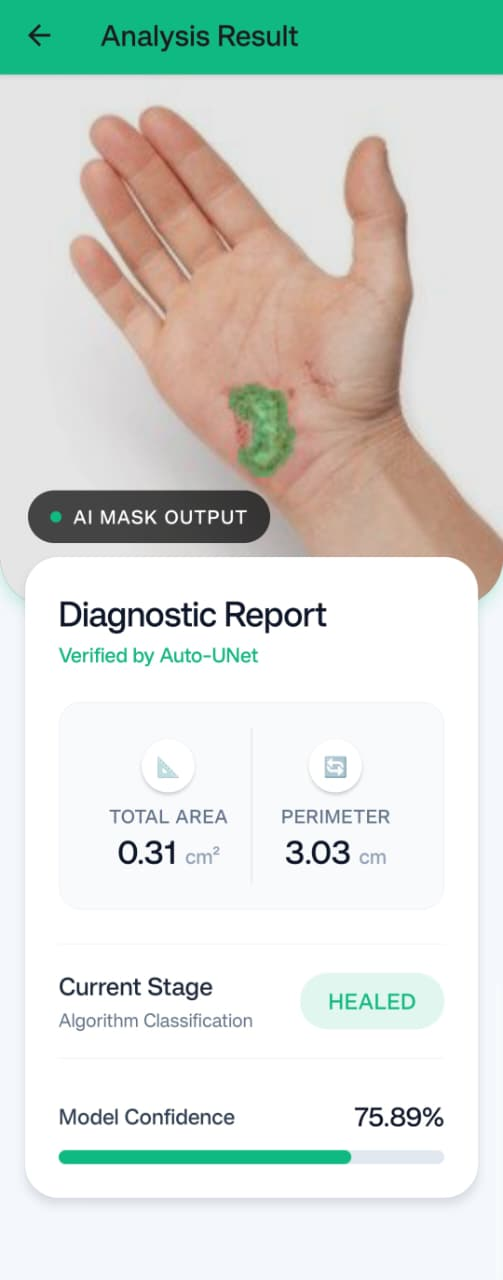 Analysis Result
AI MASK OUTPUT
Diagnostic Report
Verified by Auto-UNet
TOTAL AREA
0.31 cm²
PERIMETER
3.03 cm
Current Stage
Algorithm Classification
HEALED
Model Confidence
75.89%